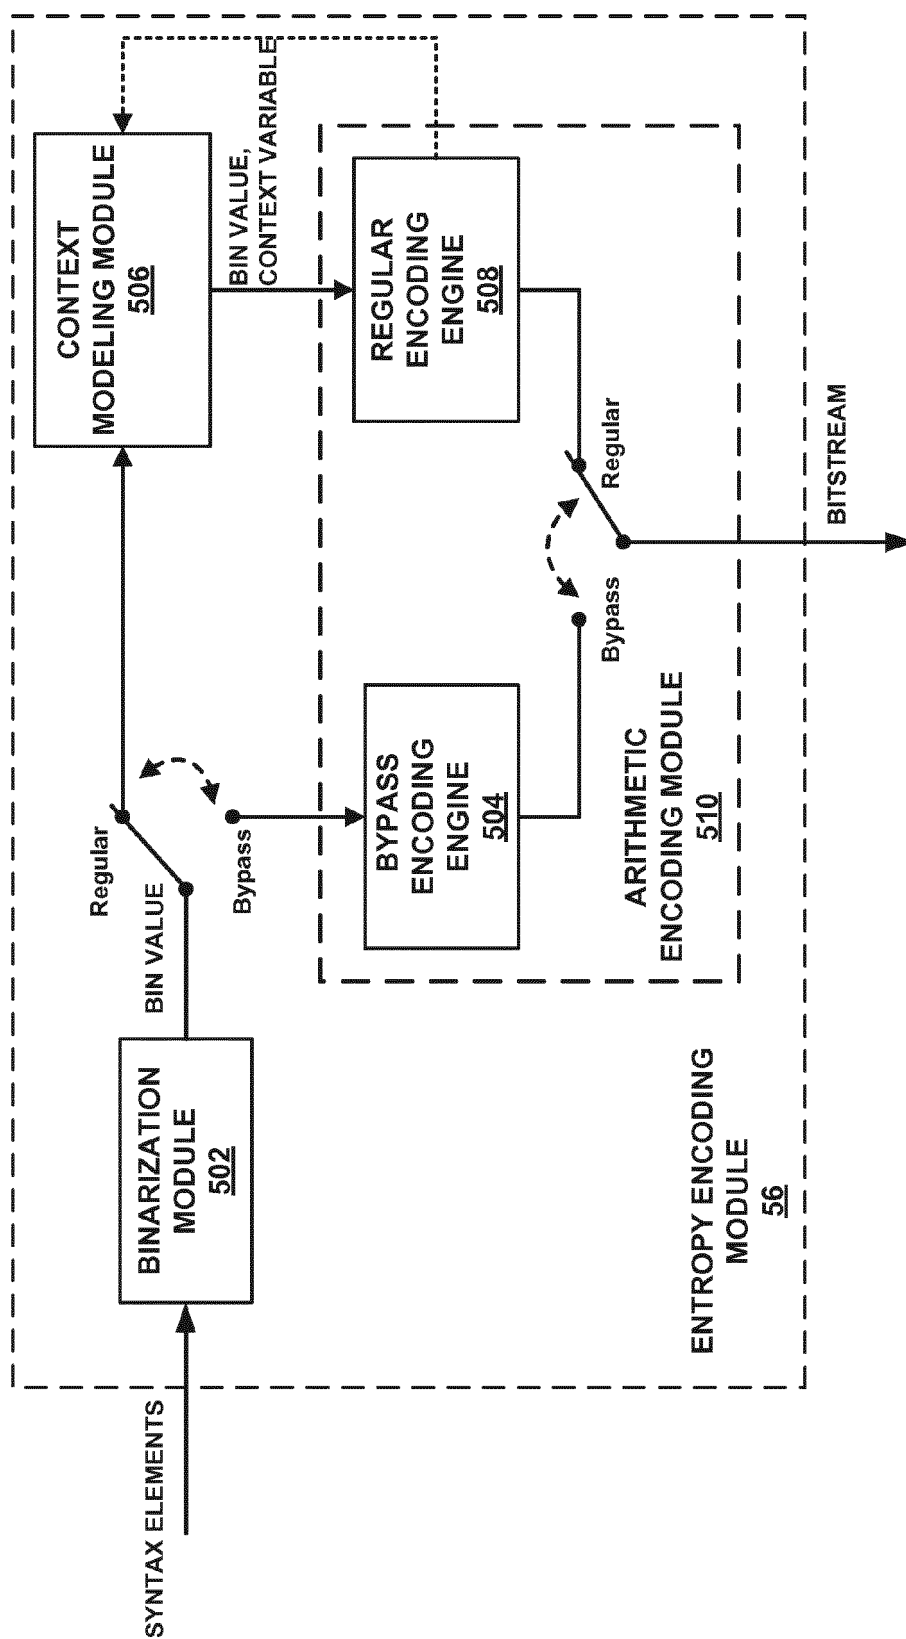 SYNTAX ELEMENTS
BINARIZATION
MODULE
502
BIN VALUE
Regular
Bypass
CONTEXT
MODELING MODULE
506
BIN VALUE,
CONTEXT VARIABLE
BYPASS
ENCODING
ENGINE
504
REGULAR
ENCODING
ENGINE
508
Bypass
Regular
ARITHMETIC
ENCODING MODULE
510
ENTROPY ENCODING
MODULE
56
BITSTREAM